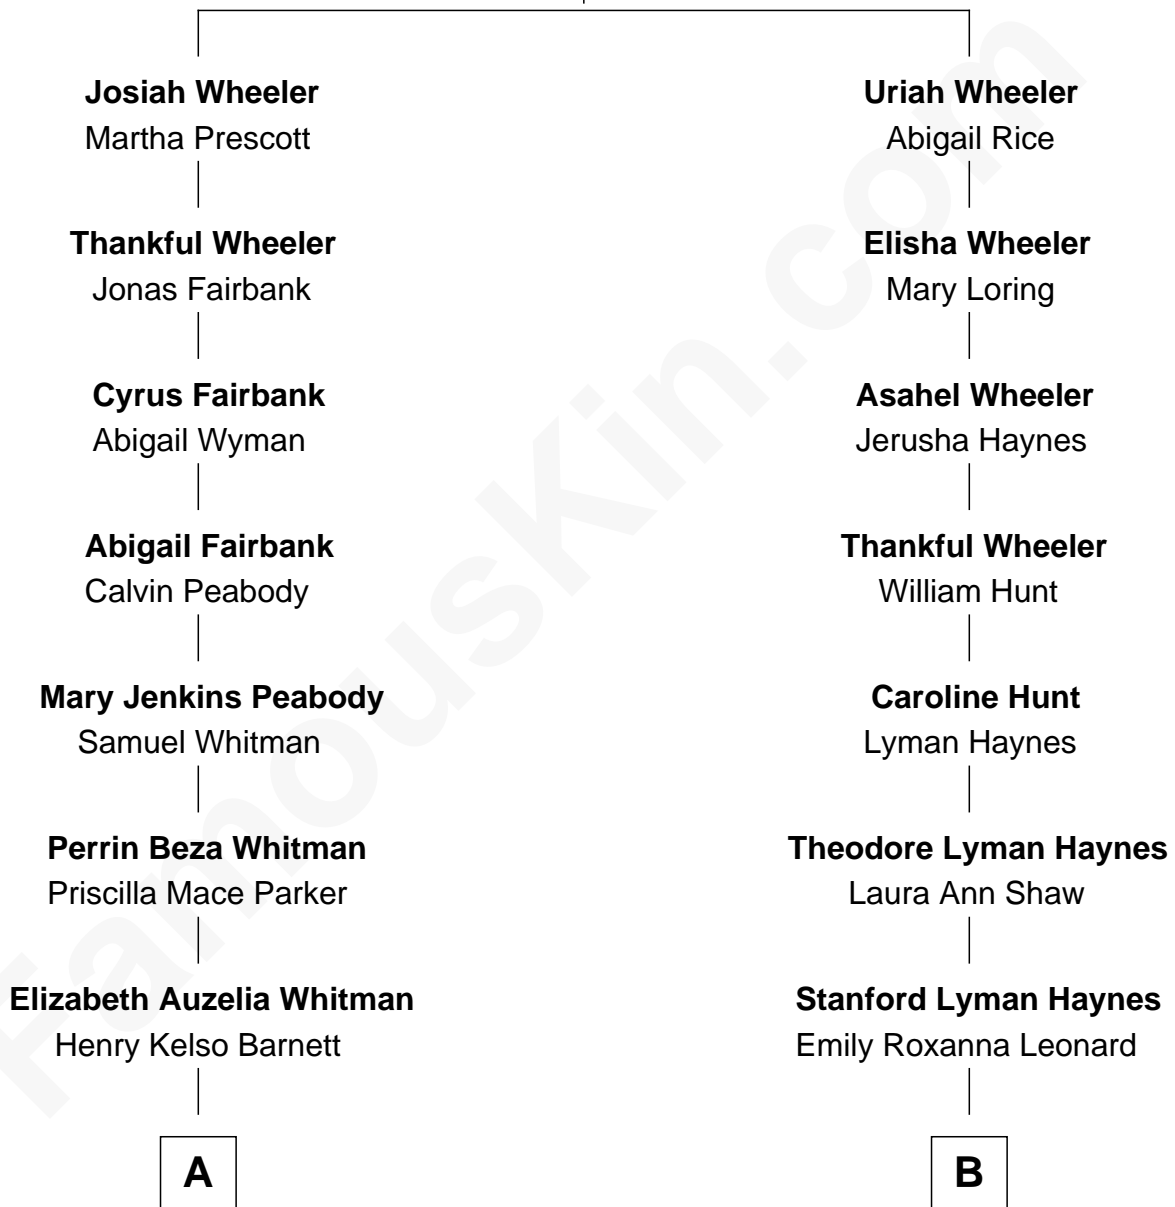 Josiah Wheeler
Martha Prescott
Thankful Wheeler
Jonas Fairbank
Cyrus Fairbank
Abigail Wyman
Abigail Fairbank
Calvin Peabody
Mary Jenkins Peabody
Samuel Whitman
Perrin Beza Whitman
Priscilla Mace Parker
Elizabeth Auzelia Whitman
Henry Kelso Barnett
A
Uriah Wheeler
Abigail Rice
Elisha Wheeler
Mary Loring
Asahel Wheeler
Jerusha Haynes
Thankful Wheeler
William Hunt
Caroline Hunt
Lyman Haynes
Theodore Lyman Haynes
Laura Ann Shaw
Stanford Lyman Haynes
Emily Roxanna Leonard
B
FamousKin.com